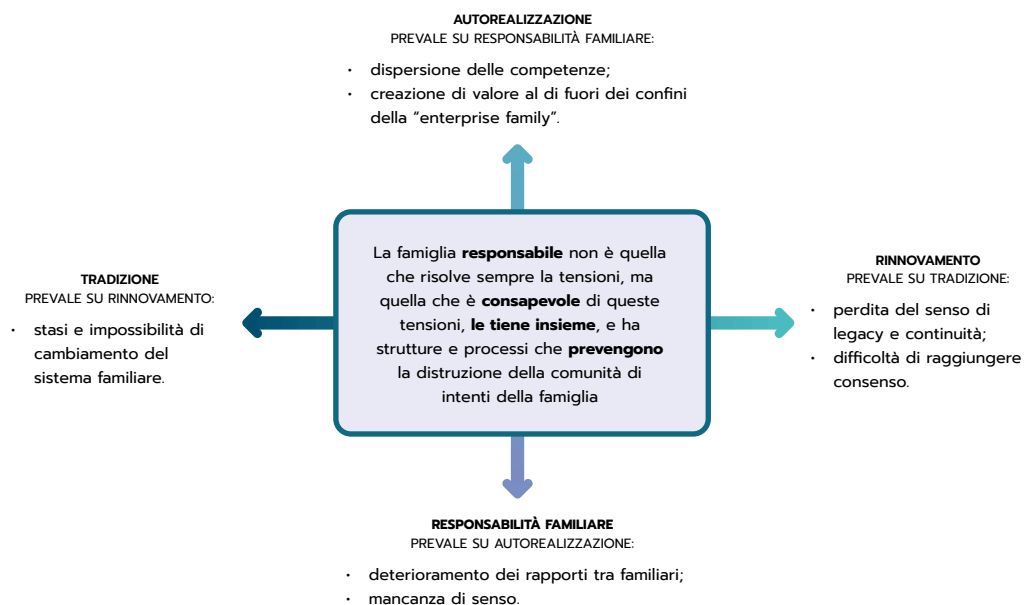 AUTOREALIZZAZIONE
PREVALE SU RESPONSABILITÀ FAMILIARE:
• dispersione delle competenze;
• creazione di valore al di fuori dei confini
della “enterprise family”.
TRADIZIONE
PREVALE SU RINNOVAMENTO:
• stasi e impossibilità di
cambiamento del
sistema familiare.
La famiglia responsabile non è quella
che risolve sempre la tensioni, ma
quella che è consapevole di queste
tensioni, le tiene insieme, e ha
strutture e processi che prevengono
la distruzione della comunità di
intenti della famiglia
RINNOVAMENTO
PREVALE SU TRADIZIONE:
• perdita del senso di
legacy e continuità;
• difficoltà di raggiungere
consenso.
RESPONSABILITÀ FAMILIARE
PREVALE SU AUTOREALIZZAZIONE:
• deterioramento dei rapporti tra familiari;
• mancanza di senso.